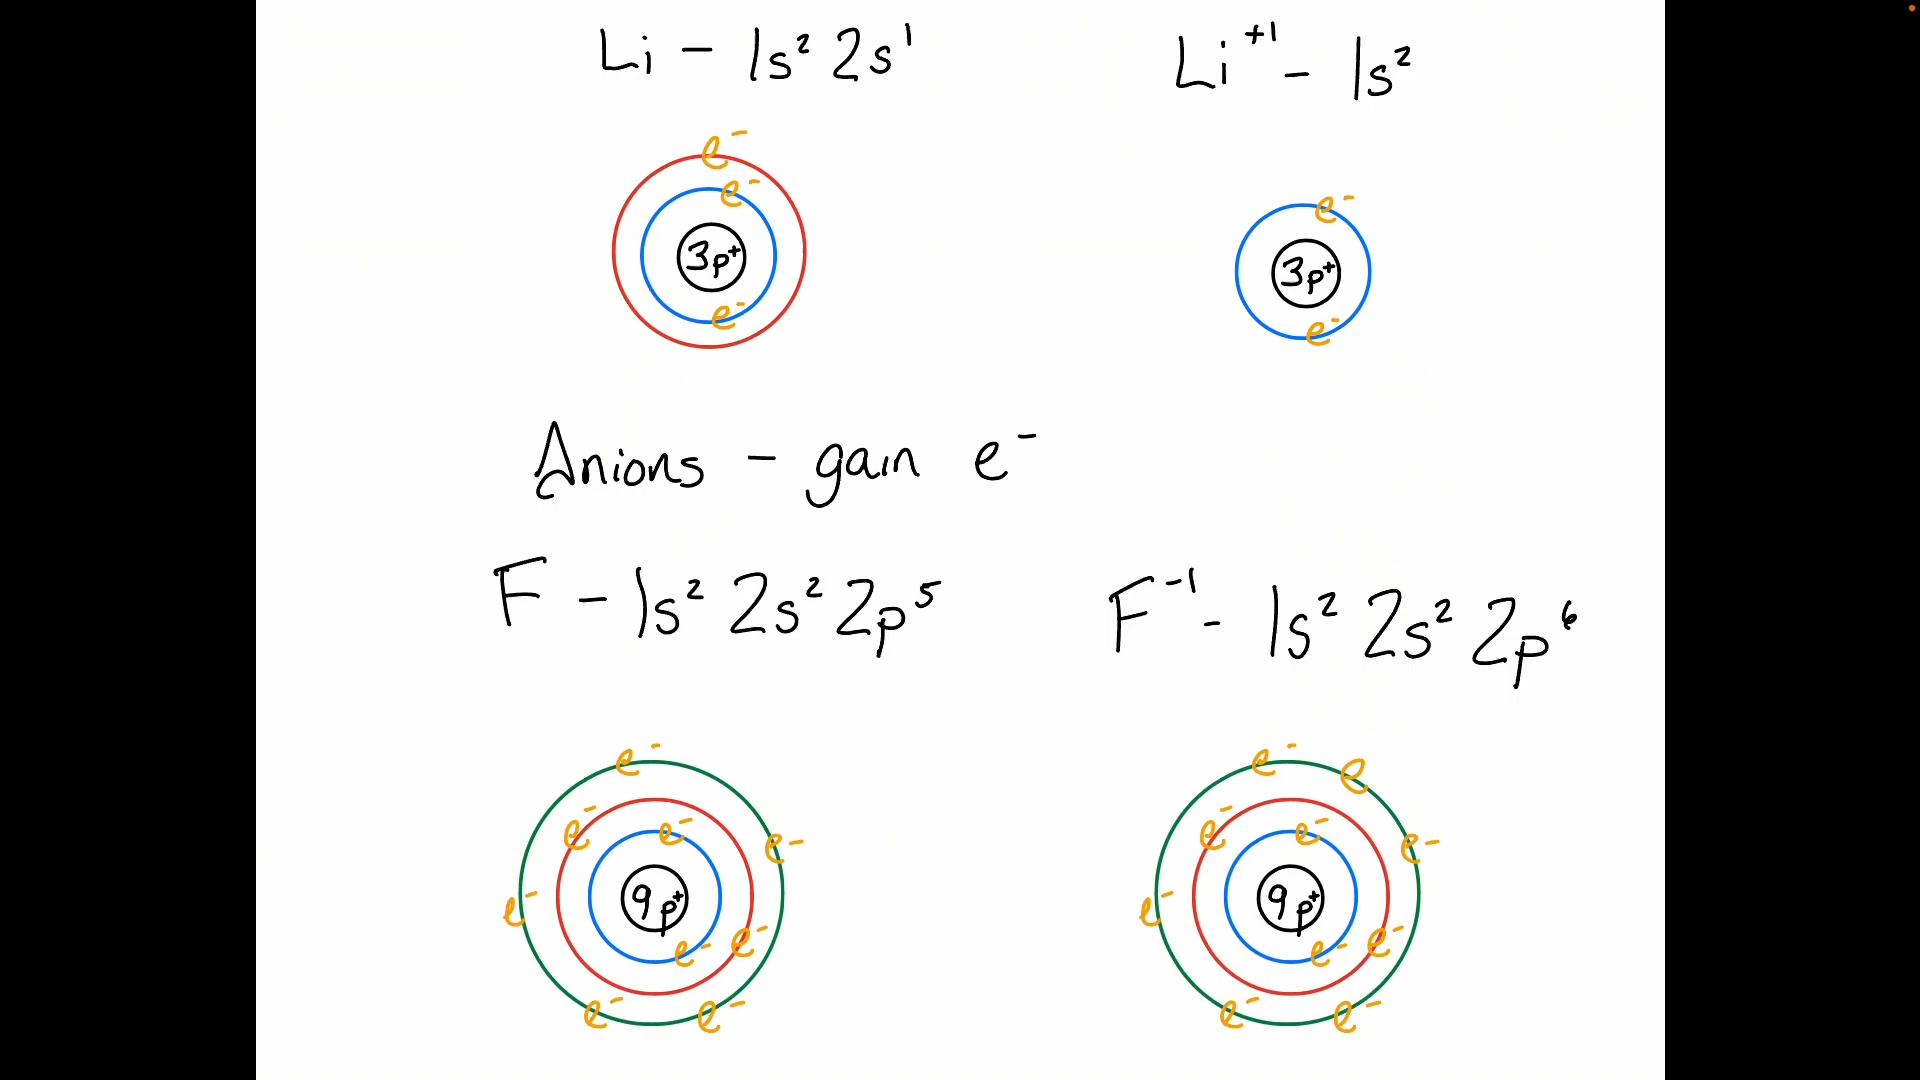 Li - 1s² 2s¹
Li⁺¹ - 1s²
e⁻
e⁻
3p⁺
e⁻
e⁻
3p⁺
e⁻
Anions - gain e⁻
F - 1s² 2s² 2p⁵
F⁻¹ - 1s² 2s² 2p⁶
e⁻
e⁻
e⁻
e⁻
e⁻
9p⁺
e⁻
e⁻
e⁻
e⁻
e⁻
e
e⁻
e⁻
e⁻
e⁻
9p⁺
e⁻
e⁻
e⁻
e⁻